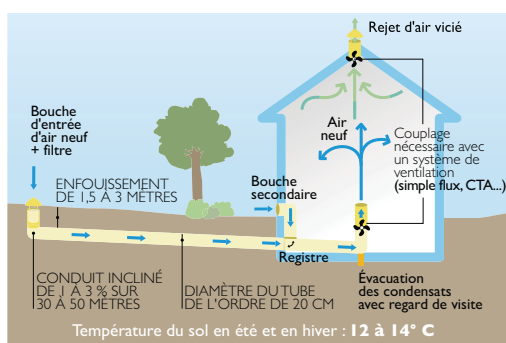 Rejet d'air vicié
Bouche
d'entrée
d'air neuf
+ filtre
Air
neuf
Couplage
nécessaire avec
un système de
ventilation
(simple flux, CTA...)
ENFOUISSEMENT
DE 1,5 À 3 MÈTRES
Bouche
secondaire
Registre
CONDUIT INCLINÉ
DE 1 À 3 % SUR
30 À 50 MÈTRES
DIAMÈTRE DU TUBE
DE L'ORDRE DE 20 CM
Évacuation
des condensats
avec regard de visite
Température du sol en été et en hiver : 12 à 14° C